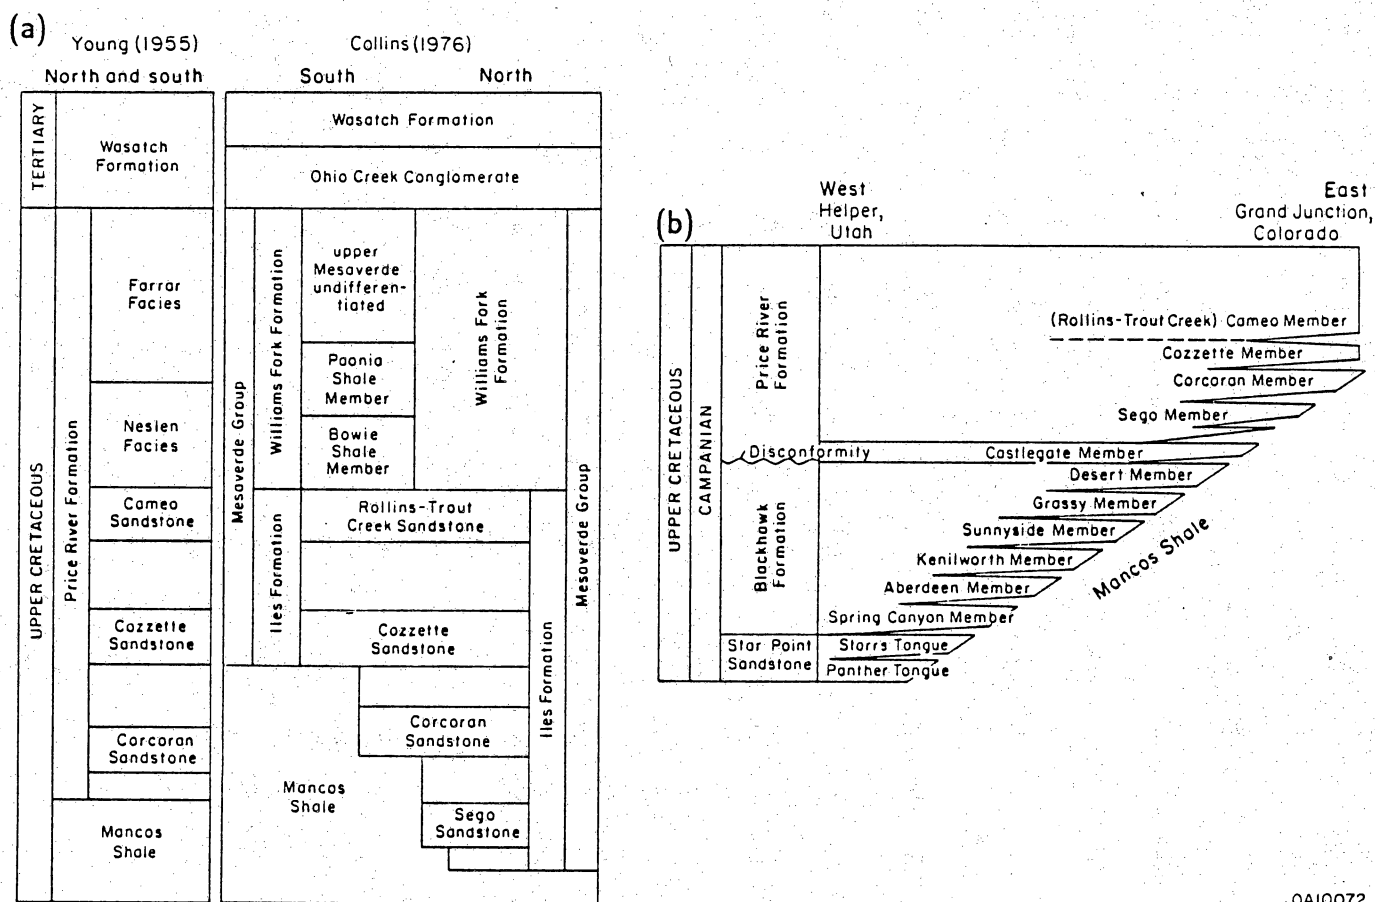 (a)
Young (1955)
North and south
TERTIARY
Wasatch
Formation
UPPER CRETACEOUS
Price River Formation
Farrar
Facies
Neslen
Facies
Cameo
Sandstone
Cozzette
Sandstone
Corcoran
Sandstone
Mancos
Shale
Collins (1976)
South
North
Wasatch Formation
Ohio Creek Conglomerate
Mesaverde Group
Williams Fork Formation
upper
Mesaverde
undifferen-
tiated
Paonia
Shale
Member
Bowie
Shale
Member
Williams Fork
Formation
Mesaverde Group
Iles Formation
Rollins-Trout
Creek Sandstone
Cozzette
Sandstone
Iles Formation
Corcoran
Sandstone
Mancos
Shale
Sego
Sandstone
(b)
West
Helper,
Utah
East
Grand Junction,
Colorado
UPPER CRETACEOUS
CAMPANIAN
Price River
Formation
(Rollins-Trout Creek) Cameo Member
Cozzette Member
Corcoran Member
Sego Member
Disconformity
Castlegate Member
Blackhawk
Formation
Desert Member
Grassy Member
Sunnyside Member
Kenilworth Member
Aberdeen Member
Spring Canyon Member
Mancos Shale
Star Point
Sandstone
Starrs Tongue
Panther Tongue
OA10072